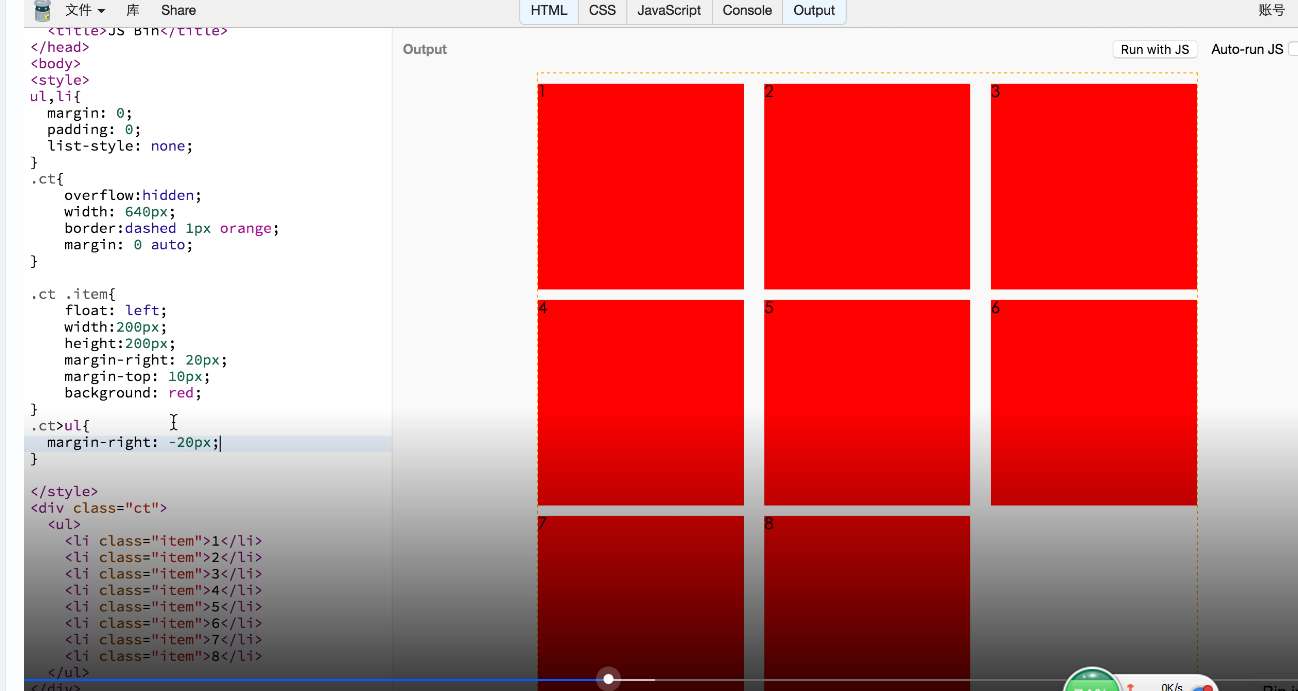 文件 库 Share HTML CSS JavaScript Console Output 账号
<title>JS Bin</title>
</head>
<body>
<style>
ul,li{
margin: 0;
padding: 0;
list-style: none;
}
.ct{
overflow:hidden;
width: 640px;
border:dashed 1px orange;
margin: 0 auto;
}
.ct .item{
float: left;
width:200px;
height:200px;
margin-right: 20px;
margin-top: 10px;
background: red;
}
.ct>ul{
margin-right: -20px;
}
</style>
<div class="ct">
<ul>
<li class="item">1</li>
<li class="item">2</li>
<li class="item">3</li>
<li class="item">4</li>
<li class="item">5</li>
<li class="item">6</li>
<li class="item">7</li>
<li class="item">8</li>
</ul>
</div>
Output Run with JS Auto-run JS
1 2 3
4 5 6
7 8
0K/s